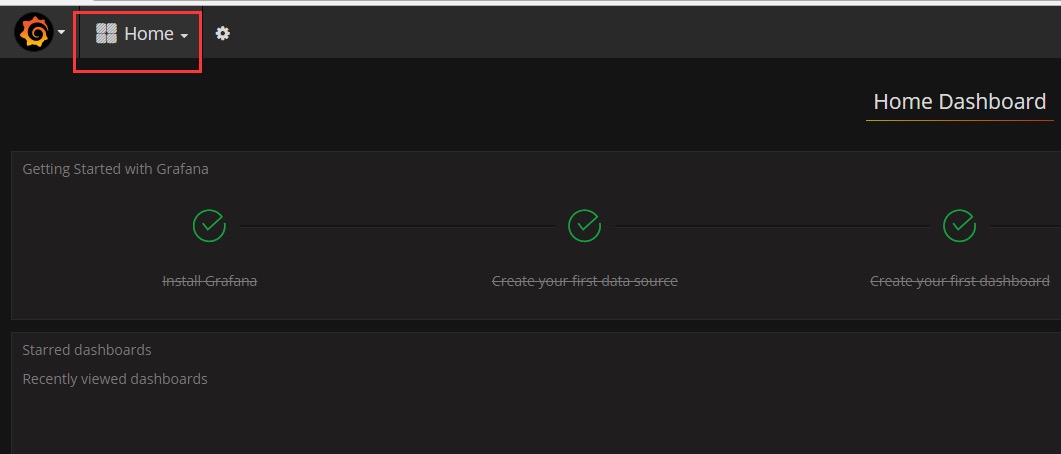 Home
Home Dashboard
Getting Started with Grafana
Install Grafana
Create your first data source
Create your first dashboard
Starred dashboards
Recently viewed dashboards